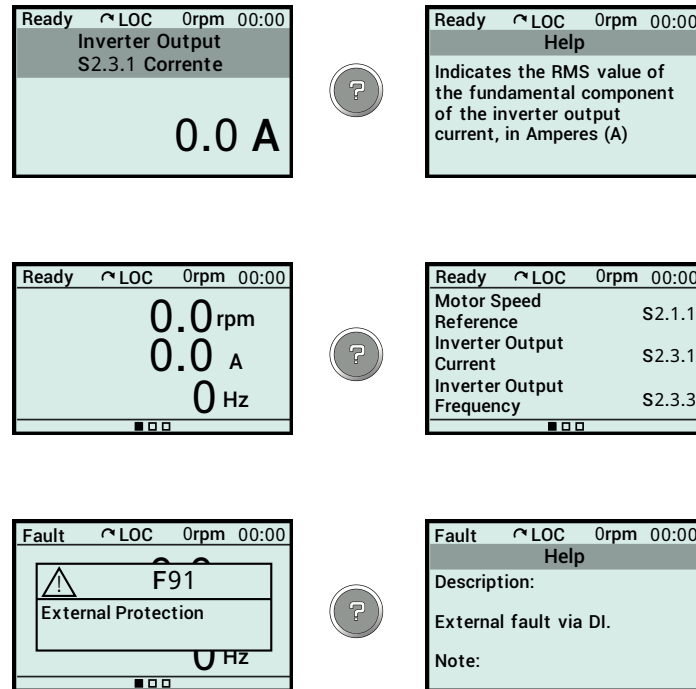 Ready LOC 0rpm 00:00
Inverter Output
S2.3.1 Corrente
0.0 A
?
Ready LOC 0rpm 00:00
Help
Indicates the RMS value of
the fundamental component
of the inverter output
current, in Amperes (A)
Ready LOC 0rpm 00:00
0.0 rpm
0.0 A
0 Hz
?
Ready LOC 0rpm 00:00
Motor Speed
Reference S2.1.1
Inverter Output
Current S2.3.1
Inverter Output
Frequency S2.3.3
Fault LOC 0rpm 00:00
F91
External Protection
0 Hz
?
Fault LOC 0rpm 00:00
Help
Description:
External fault via DI.
Note: